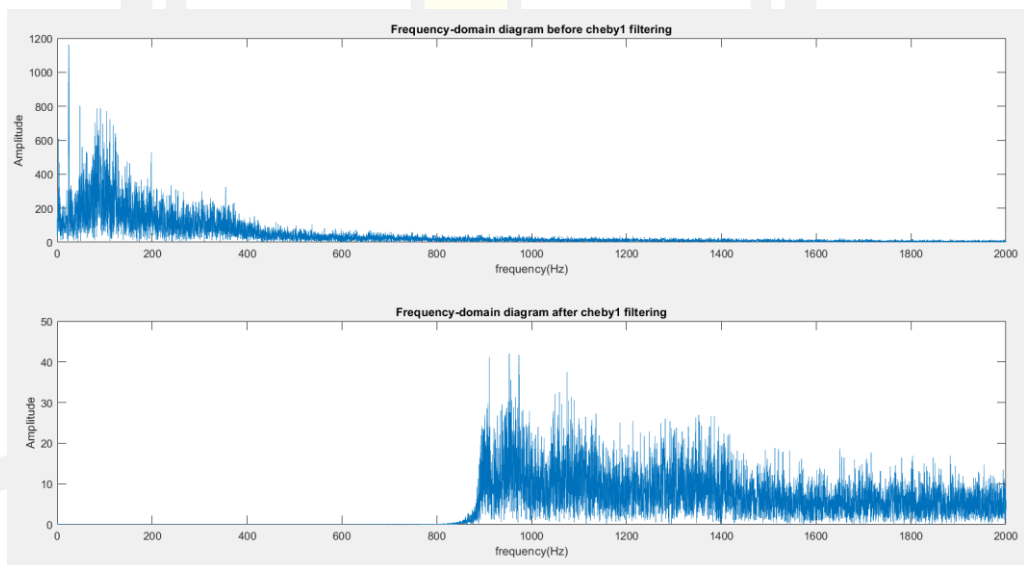 Frequency-domain diagram before cheby1 filtering
1200
1000
800
600
400
200
0
Amplitude
0 200 400 600 800 1000 1200 1400 1600 1800 2000
frequency(Hz)
Frequency-domain diagram after cheby1 filtering
50
40
30
20
10
0
Amplitude
0 200 400 600 800 1000 1200 1400 1600 1800 2000
frequency(Hz)